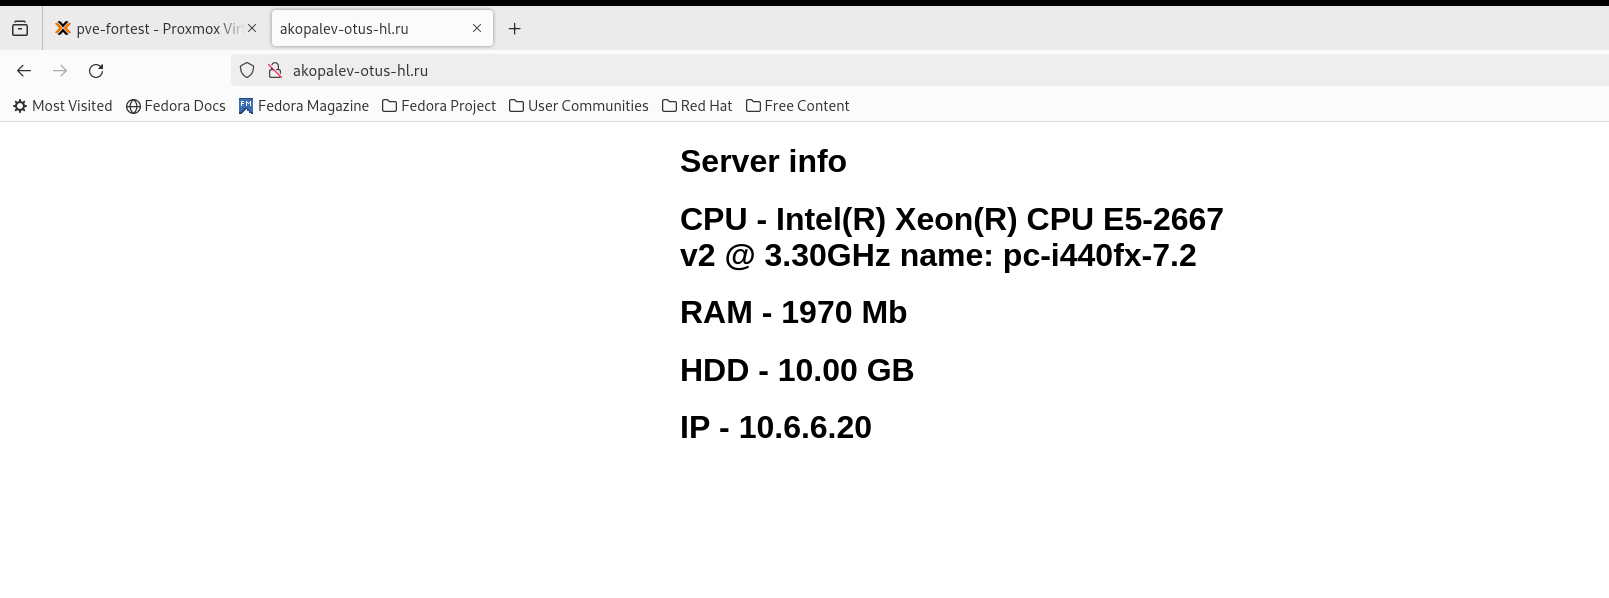 pve-fortest - Proxmox Vir
akopalev-otus-hl.ru
akopalev-otus-hl.ru
Most Visited Fedora Docs Fedora Magazine Fedora Project User Communities Red Hat Free Content
Server info
CPU - Intel(R) Xeon(R) CPU E5-2667
v2 @ 3.30GHz name: pc-i440fx-7.2
RAM - 1970 Mb
HDD - 10.00 GB
IP - 10.6.6.20